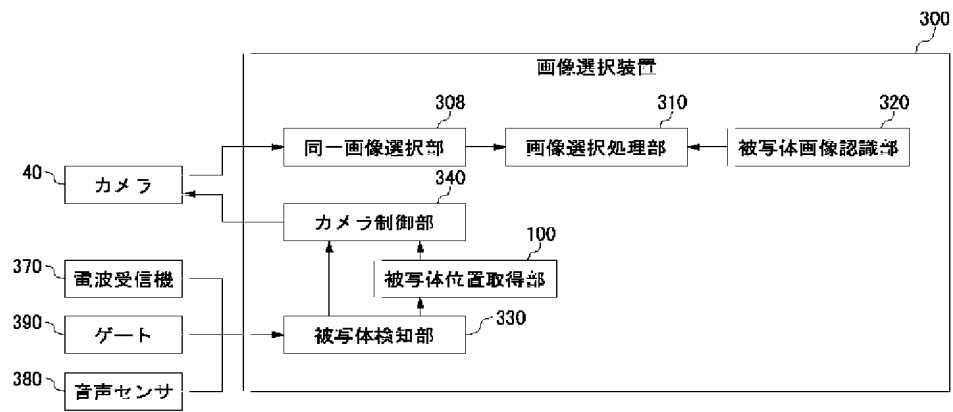 300
画像選択装置
308
310
320
同一画像選択部
画像選択処理部
被写体画像認識部
40
カメラ
340
カメラ制御部
100
370
電波受信機
被写体位置取得部
390
ゲート
被写体検知部
330
380
音声センサ